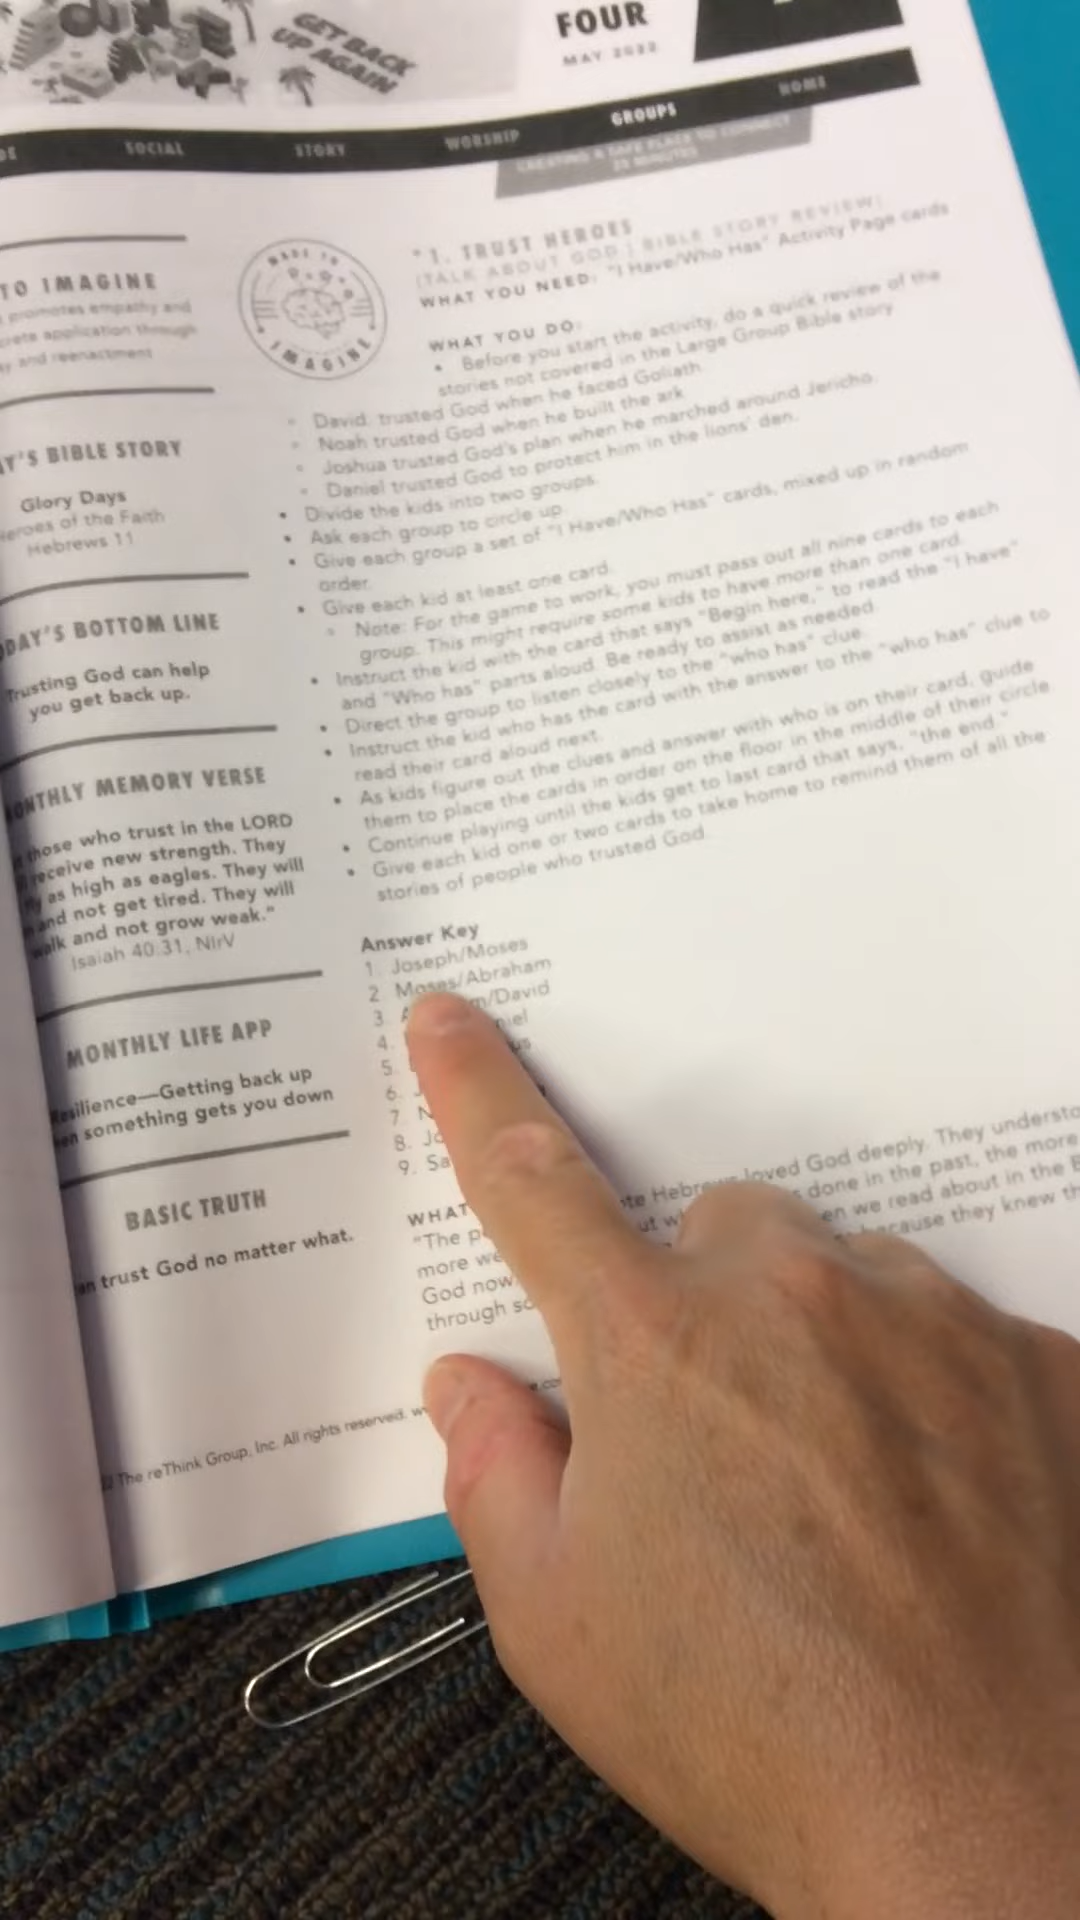 GET BACK
UP AGAIN
FOUR
MAY 2022
SOCIAL
STORY
WORSHIP
GROUPS
HOME
CREATING A SAFE PLACE TO CONNECT
25 MINUTES
TO IMAGINE
promotes empathy and
application through
and reenactment
MADE TO
IMAGINE
BIBLE STORY
Glory Days
Heroes of the Faith
Hebrews 11
BOTTOM LINE
Trusting God can help
you get back up.
MONTHLY MEMORY VERSE
those who trust in the LORD
receive new strength. They
as high as eagles. They will
and not get tired. They will
walk and not grow weak."
Isaiah 40:31, NIrV
MONTHLY LIFE APP
Resilience—Getting back up
something gets you down
BASIC TRUTH
trust God no matter what.
*1. TRUST HEROES
[TALK ABOUT GOD | BIBLE STORY REVIEW]
WHAT YOU NEED: "I Have/Who Has" Activity Page cards
WHAT YOU DO:
• Before you start the activity, do a quick review of the
stories not covered in the Large Group Bible story
◦ David: trusted God when he faced Goliath.
◦ Noah trusted God when he built the ark.
◦ Joshua trusted God's plan when he marched around Jericho.
◦ Daniel trusted God to protect him in the lions' den.
• Divide the kids into two groups.
• Ask each group to circle up.
• Give each group a set of "I Have/Who Has" cards, mixed up in random
order.
• Give each kid at least one card.
◦ Note: For the game to work, you must pass out all nine cards to each
group. This might require some kids to have more than one card.
• Instruct the kid with the card that says "Begin here," to read the "I have"
and "Who has" parts aloud. Be ready to assist as needed.
• Direct the group to listen closely to the "who has" clue.
• Instruct the kid who has the card with the answer to the "who has" clue to
read their card aloud next.
• As kids figure out the clues and answer with who is on their card, guide
them to place the cards in order on the floor in the middle of their circle.
• Continue playing until the kids get to last card that says, "the end."
• Give each kid one or two cards to take home to remind them of all the
stories of people who trusted God.
Answer Key
1. Joseph/Moses
2. Moses/Abraham
3. /David
4.
5.
6.
7.
8.
9.
WHAT
"The
more we
God now
through
Hebrews loved God deeply. They
done in the past, the more
we read about in the
because they knew
The reThink Group, Inc. All rights reserved.